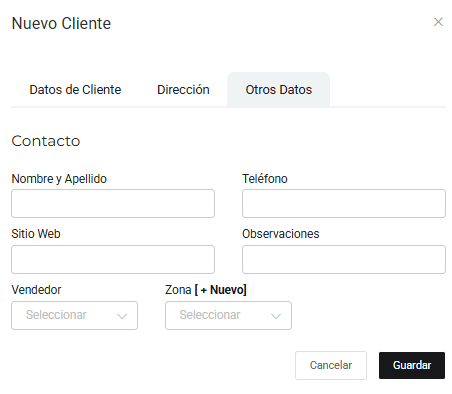 Nuevo Cliente
Datos de Cliente Dirección Otros Datos
Contacto
Nombre y Apellido Teléfono
Sitio Web Observaciones
Vendedor Zona [ + Nuevo]
Seleccionar Seleccionar
Cancelar Guardar